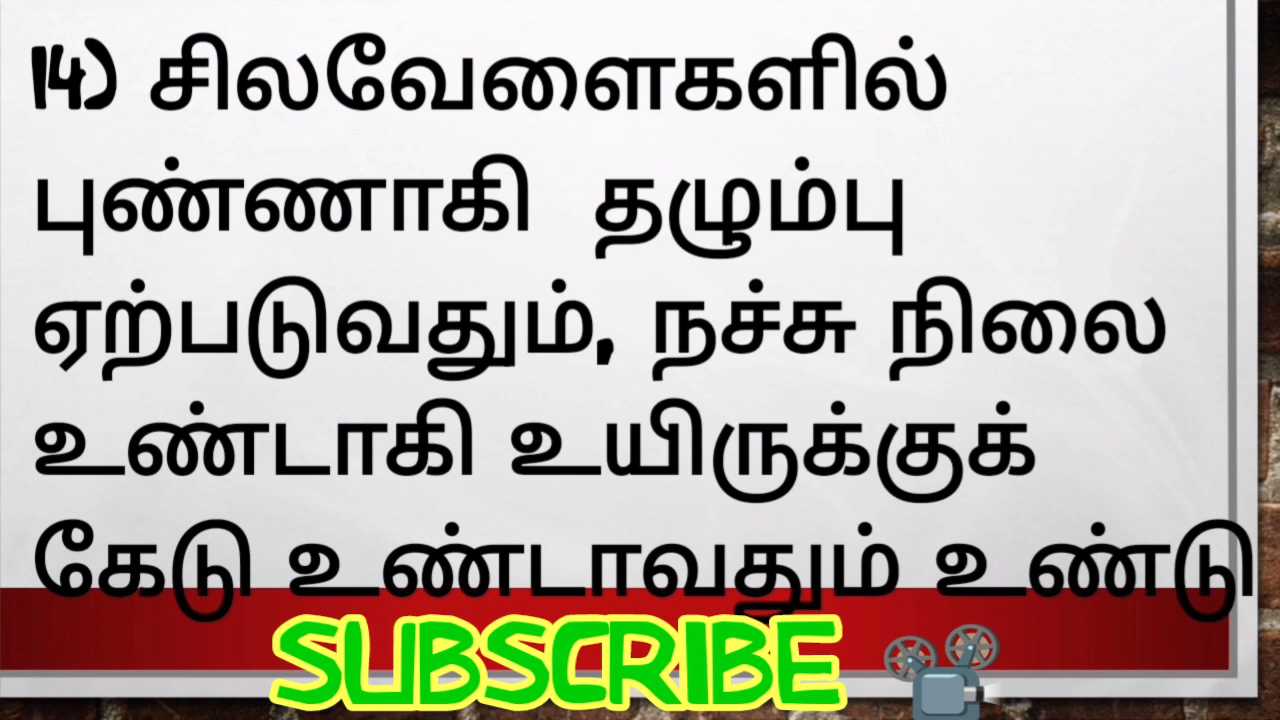 14) சிலவேளைகளில்
புண்ணாகி தழும்பு
ஏற்படுவதும், நச்சு நிலை
உண்டாகி உயிருக்குக்
கேடு உண்டாவதும் உண்டு
SUBSCRIBE